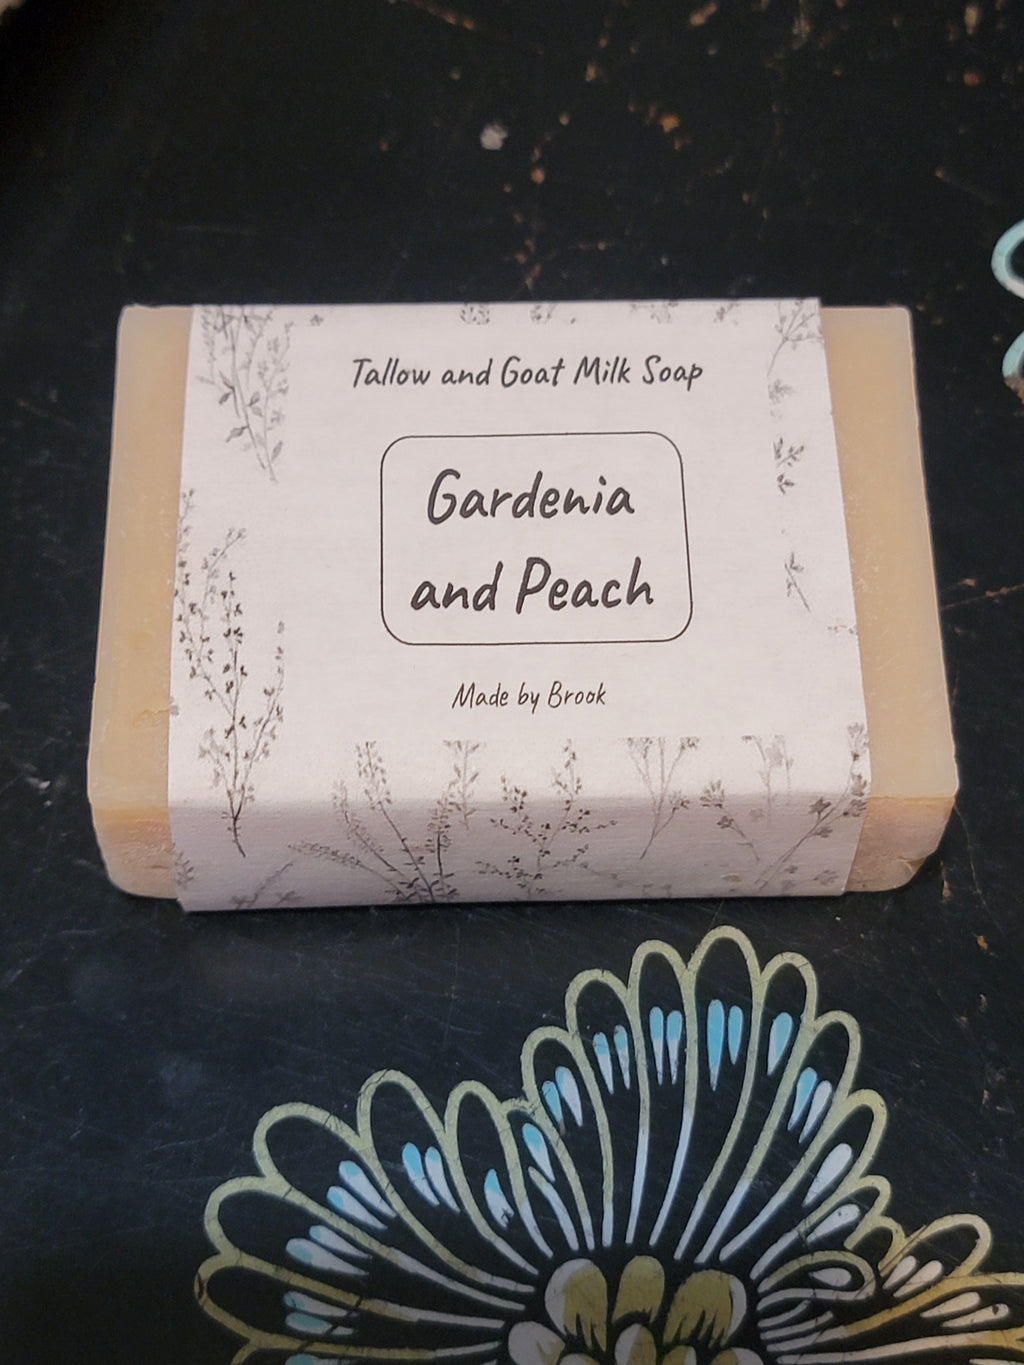 Tallow and Goat Milk Soap
Gardenia
and Peach
Made by Brook